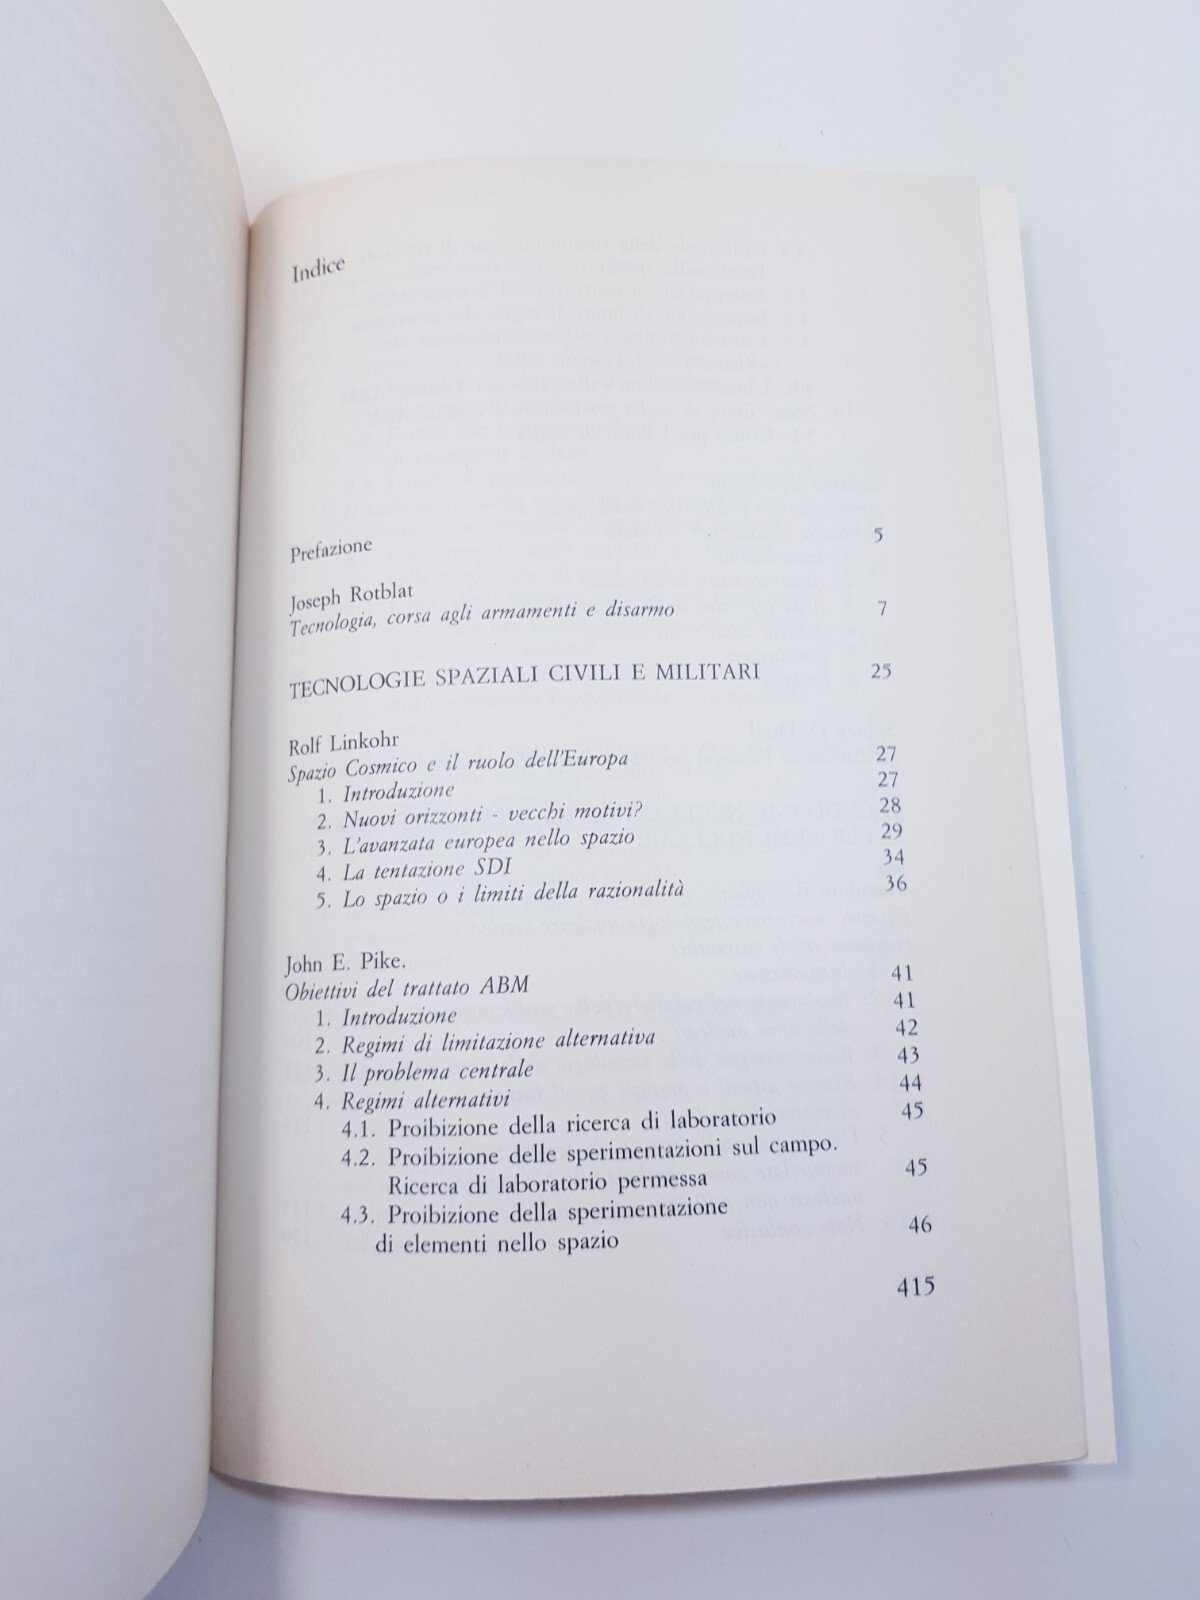 Indice
Prefazione 5
Joseph Rotblat
Tecnologia, corsa agli armamenti e disarmo 7
TECNOLOGIE SPAZIALI CIVILI E MILITARI 25
Rolf Linkohr
Spazio Cosmico e il ruolo dell'Europa 27
1. Introduzione 27
2. Nuovi orizzonti - vecchi motivi? 28
3. L'avanzata europea nello spazio 29
4. La tentazione SDI 34
5. Lo spazio o i limiti della razionalità 36
John E. Pike.
Obiettivi del trattato ABM 41
1. Introduzione 41
2. Regimi di limitazione alternativa 42
3. Il problema centrale 43
4. Regimi alternativi 44
4.1. Proibizione della ricerca di laboratorio 45
4.2. Proibizione delle sperimentazioni sul campo.
Ricerca di laboratorio permessa 45
4.3. Proibizione della sperimentazione
di elementi nello spazio 46
415